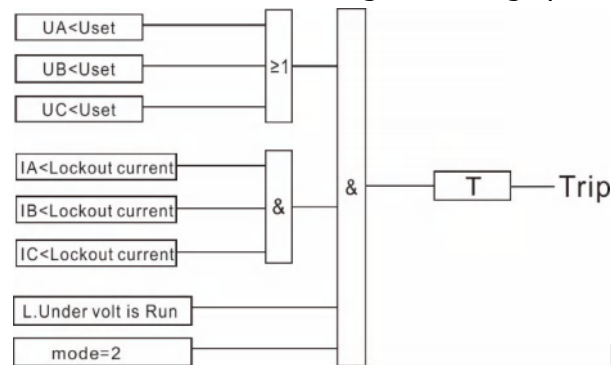 UA<Uset
UB<Uset
≥1
UC<Uset
IA<Lockout current
&
T
Trip
IB<Lockout current
&
IC<Lockout current
L.Under volt is Run
mode=2